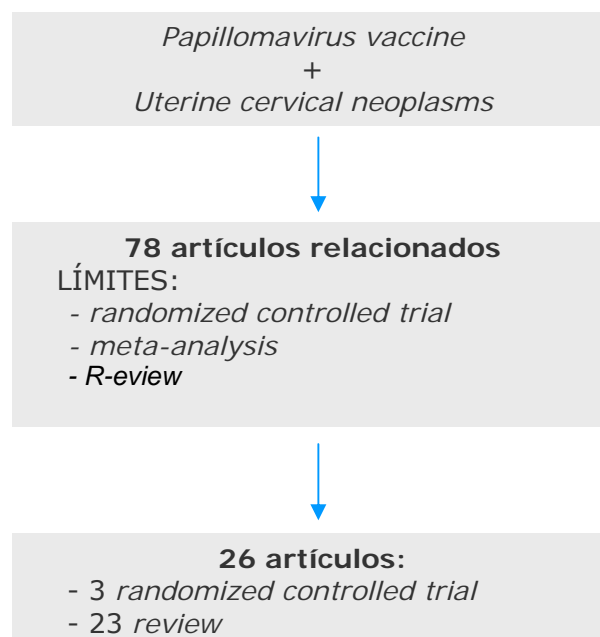 Papillomavirus vaccine
+
Uterine cervical neoplasms
78 artículos relacionados
LÍMITES:
- randomized controlled trial
- meta-analysis
- R-eview
26 artículos:
- 3 randomized controlled trial
- 23 review